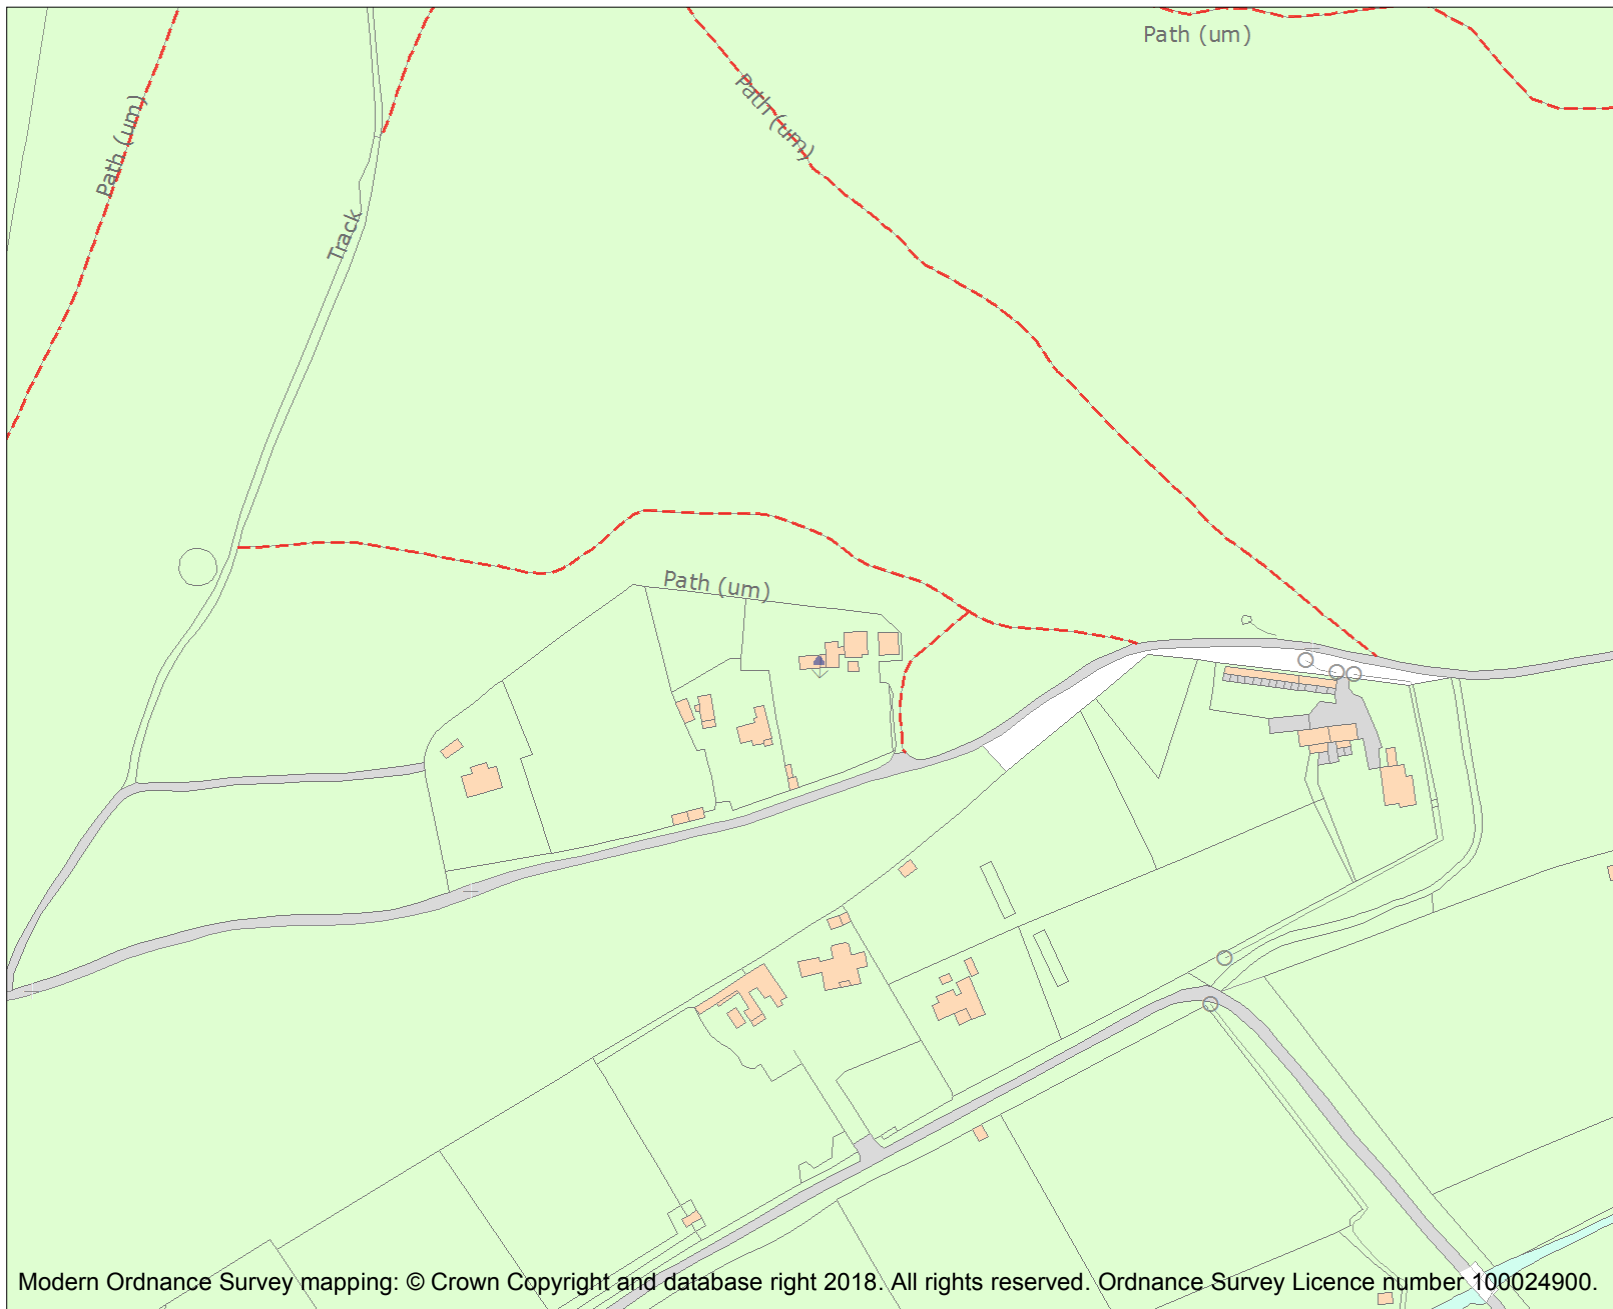 Path (um)
Path (um)
Path (um)
Track
Path (um)
Modern Ordnance Survey mapping: © Crown Copyright and database right 2018. All rights reserved. Ordnance Survey Licence number 100024900.